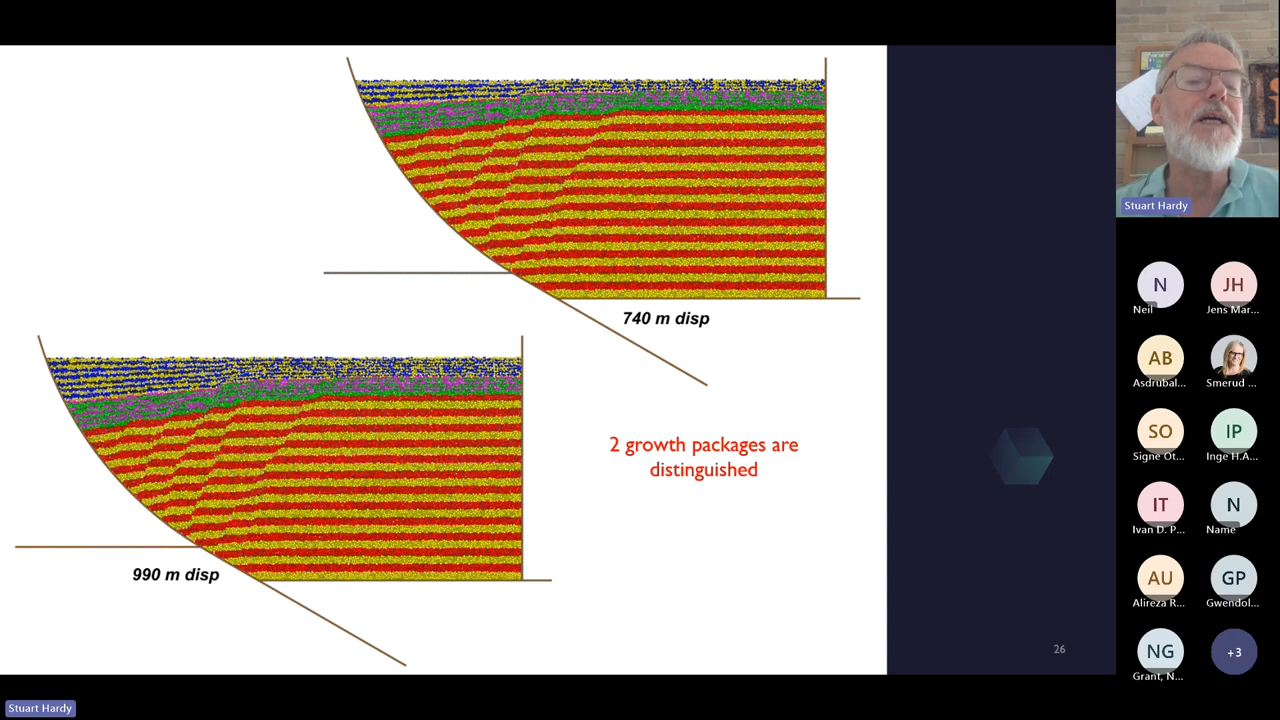 740 m disp
2 growth packages are
distinguished
990 m disp
26
Stuart Hardy
N
Neil
JH
Jens Mar...
AB
Asdrubal...
Smerud ...
SO
Signe Ot...
IP
Inge H.A...
IT
Ivan D. P...
N
Name
AU
Alireza R...
GP
Gwendol...
NG
Grant, N...
+3
Stuart Hardy